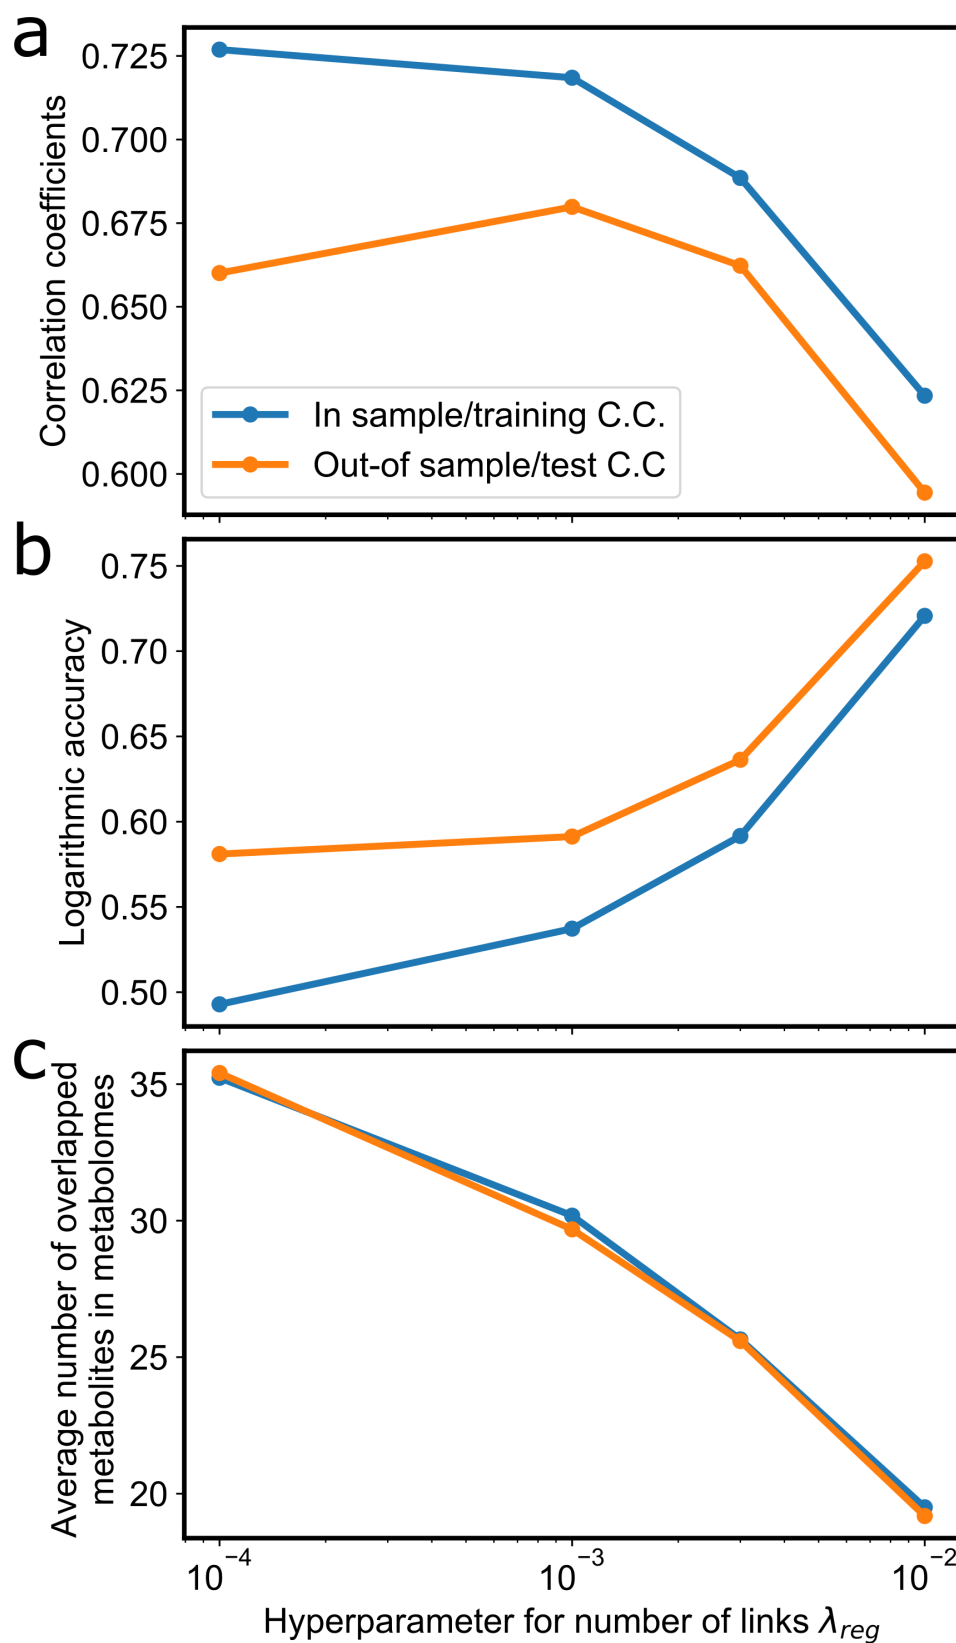 a
Correlation coefficients
0.725
0.700
0.675
0.650
0.625
0.600
In sample/training C.C.
Out-of sample/test C.C
b
Logarithmic accuracy
0.75
0.70
0.65
0.60
0.55
0.50
c
Average number of overlapped
metabolites in metabolomes
35
30
25
20
10⁻⁴ 10⁻³ 10⁻²
Hyperparameter for number of links λreg